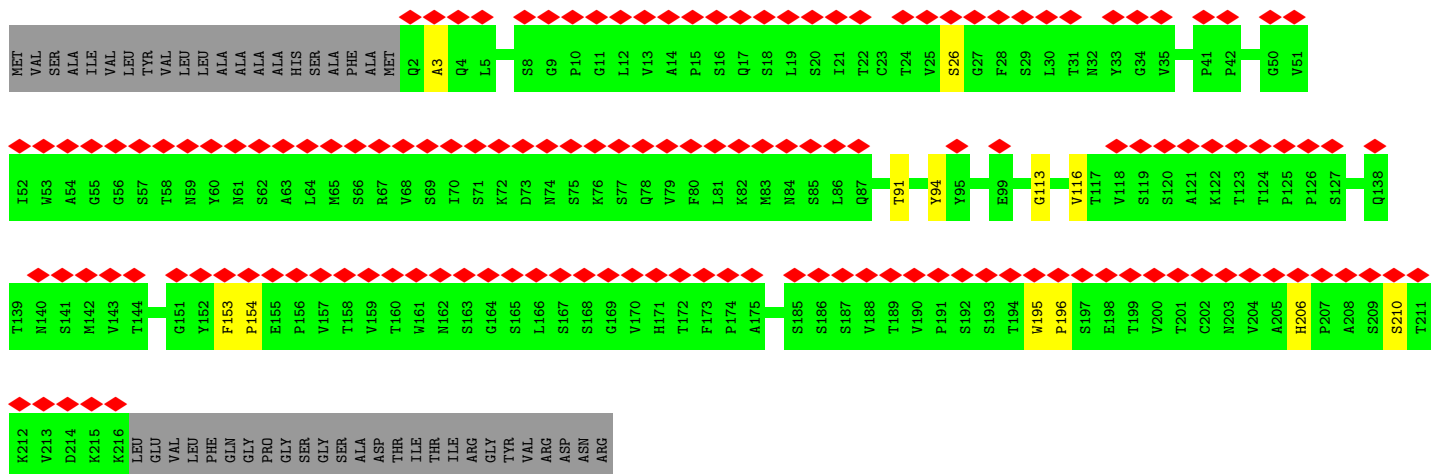 MET VAL SER ALA ILE VAL LEU TYR VAL LEU LEU ALA ALA ALA ALA HIS SER ALA PHE ALA MET Q2 A3 Q4 L5 S8 G9 P10 G11 L12 V13 A14 P15 S16 Q17 S18 L19 S20 I21 T22 C23 T24 V25 S26 G27 F28 S29 L30 T31 N32 Y33 G34 V35 P41 P42 G50 V51
I52 W53 A54 G55 G56 S57 T58 N59 Y60 N61 S62 A63 L64 M65 S66 R67 V68 S69 I70 S71 K72 D73 N74 S75 K76 S77 Q78 V79 F80 L81 K82 M83 N84 S85 L86 Q87 T91 Y94 Y95 E99 G113 V116 T117 V118 S119 S120 A121 K122 T123 T124 P125 P126 S127 Q138
T139 N140 S141 M142 V143 T144 G151 Y152 F153 P154 E155 P156 V157 T158 V159 T160 W161 N162 S163 G164 S165 L166 S167 S168 G169 V170 H171 T172 F173 P174 A175 S185 S186 S187 V188 T189 V190 P191 S192 S193 T194 W195 P196 S197 E198 T199 V200 T201 C202 N203 V204 A205 H206 P207 A208 S209 S210 T211
K212 V213 D214 K215 K216 LEU GLU VAL LEU PHE GLN GLY PRO GLY SER GLY SER ALA ASP THR ILE THR ILE ARG GLY TYR VAL ARG ASP ASN ARG